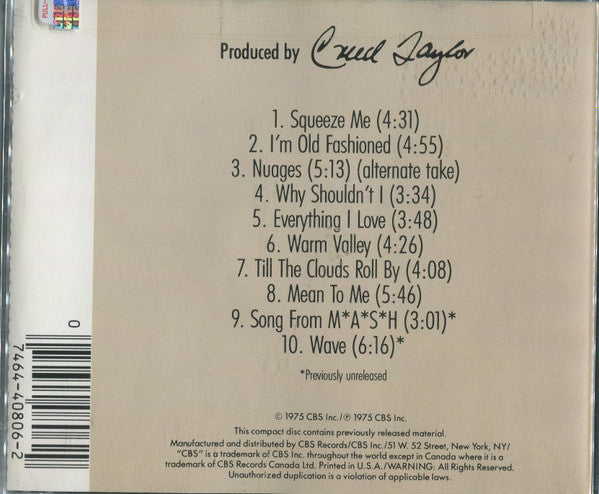 PULL
Produced by Creed Taylor
1. Squeeze Me (4:31)
2. I'm Old Fashioned (4:55)
3. Nuages (5:13) (alternate take)
4. Why Shouldn't I (3:34)
5. Everything I Love (3:48)
6. Warm Valley (4:26)
7. Till The Clouds Roll By (4:08)
8. Mean To Me (5:46)
9. Song From M*A*S*H (3:01)*
10. Wave (6:16)*
*Previously unreleased
© 1975 CBS Inc./℗ 1975 CBS Inc.
This compact disc contains previously released material.
Manufactured and distributed by CBS Records/CBS Inc./51 W. 52 Street, New York, NY/
"CBS" is a trademark of CBS Inc. throughout the world except in Canada where it is a
trademark of CBS Records Canada Ltd. Printed in U.S.A./WARNING: All Rights Reserved.
Unauthorized duplication is a violation of applicable laws.
0
7464-40806-2